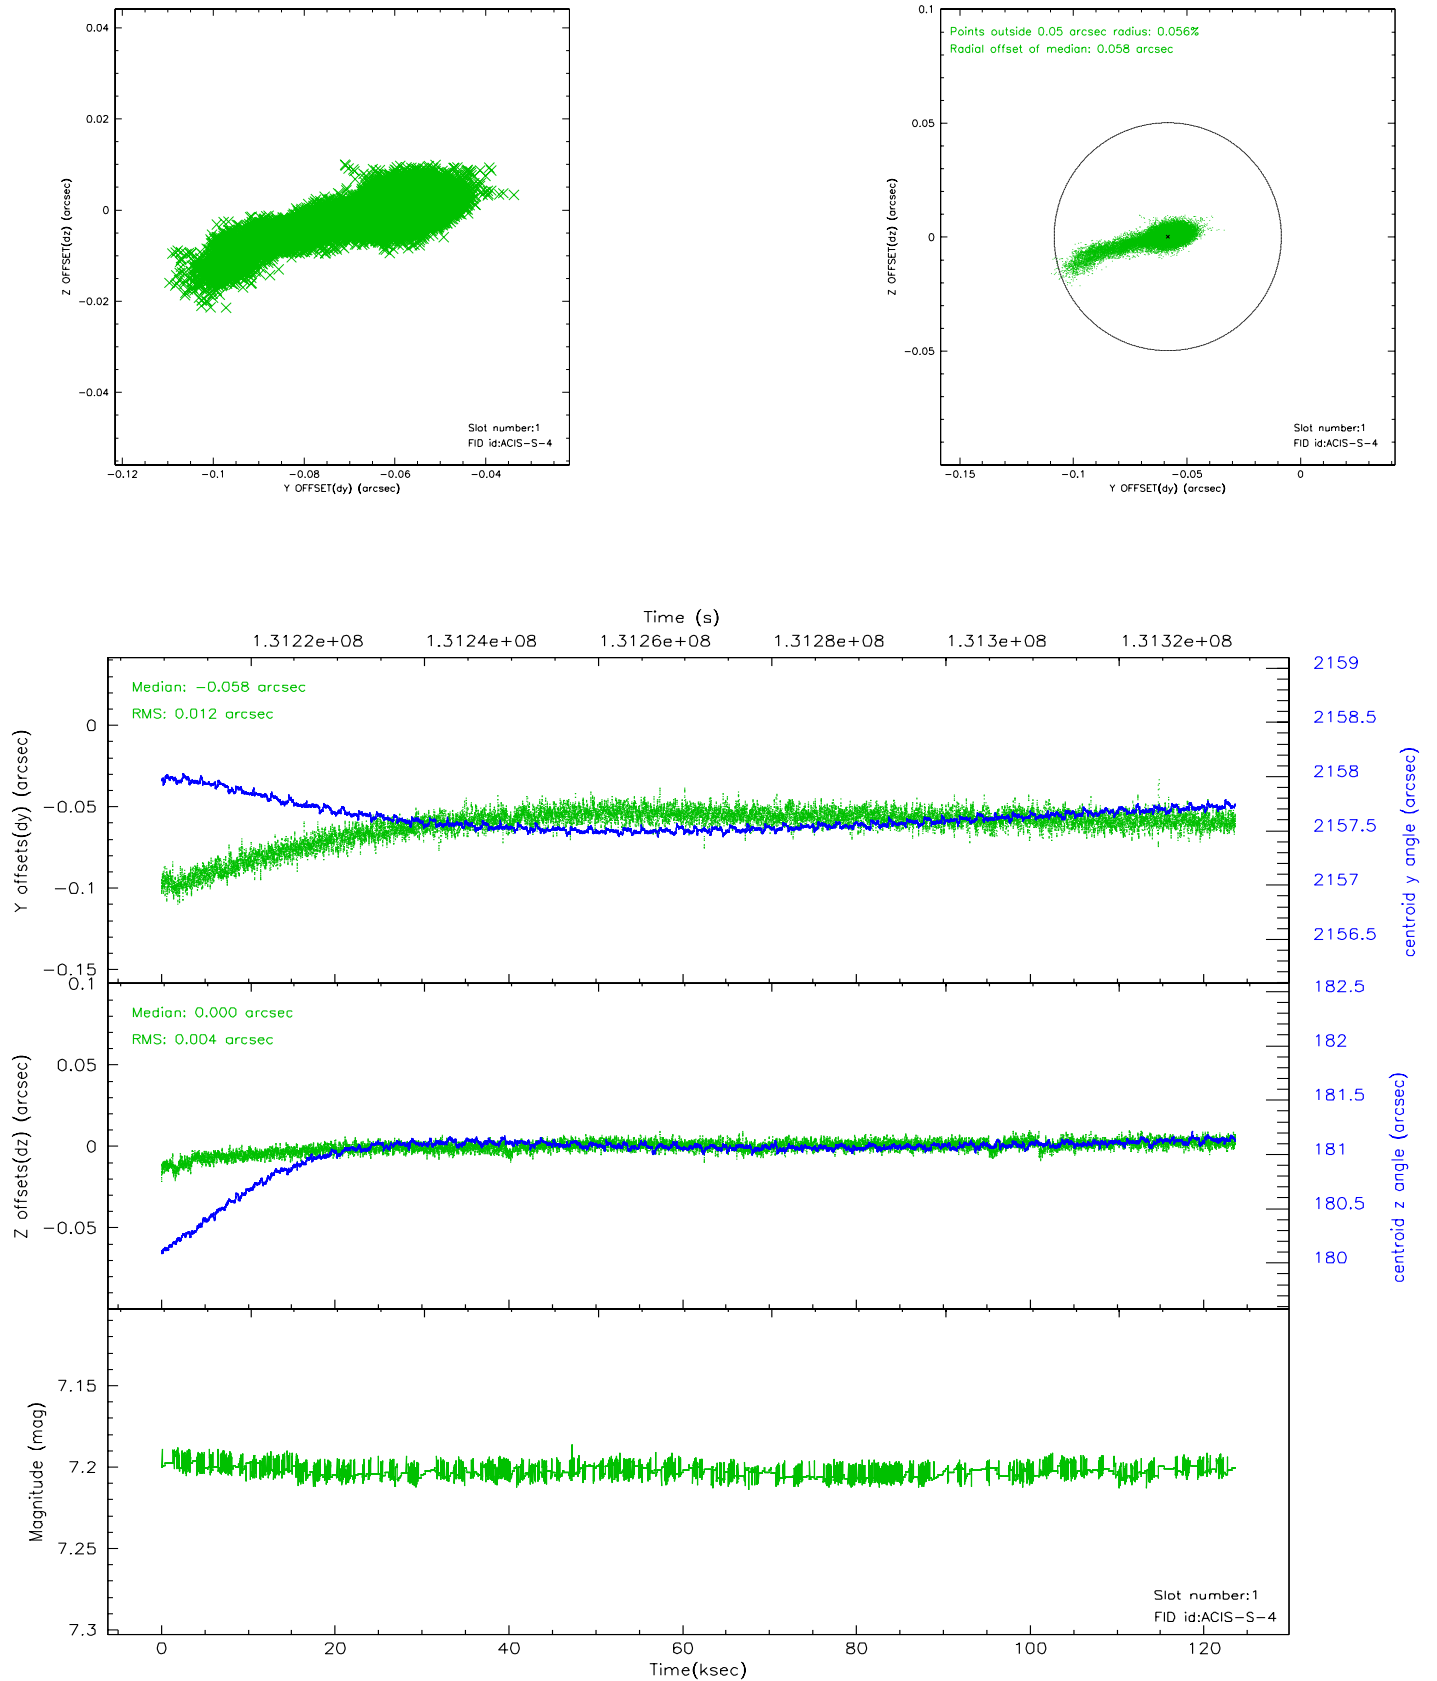 0.04
0.02
0
−0.02
−0.04
Z OFFSET(dz) (arcsec)
Slot number:1
FID id:ACIS−S−4
−0.12 −0.1 −0.08 −0.06 −0.04
Y OFFSET(dy) (arcsec)
0.1
0.05
0
−0.05
Z OFFSET(dz) (arcsec)
Points outside 0.05 arcsec radius: 0.056%
Radial offset of median: 0.058 arcsec
Slot number:1
FID id:ACIS−S−4
−0.15 −0.1 −0.05 0
Y OFFSET(dy) (arcsec)
Time (s)
1.3122e+08 1.3124e+08 1.3126e+08 1.3128e+08 1.313e+08 1.3132e+08
Median: −0.058 arcsec
RMS: 0.012 arcsec
0
−0.05
−0.1
−0.15
Y offsets(dy) (arcsec)
2159
2158.5
2158
2157.5
2157
2156.5
centroid y angle (arcsec)
Median: 0.000 arcsec
RMS: 0.004 arcsec
0.1
0.05
0
−0.05
Z offsets(dz) (arcsec)
182.5
182
181.5
181
180.5
180
centroid z angle (arcsec)
7.15
7.2
7.25
7.3
Magnitude (mag)
Slot number:1
FID id:ACIS−S−4
0 20 40 60 80 100 120
Time(ksec)